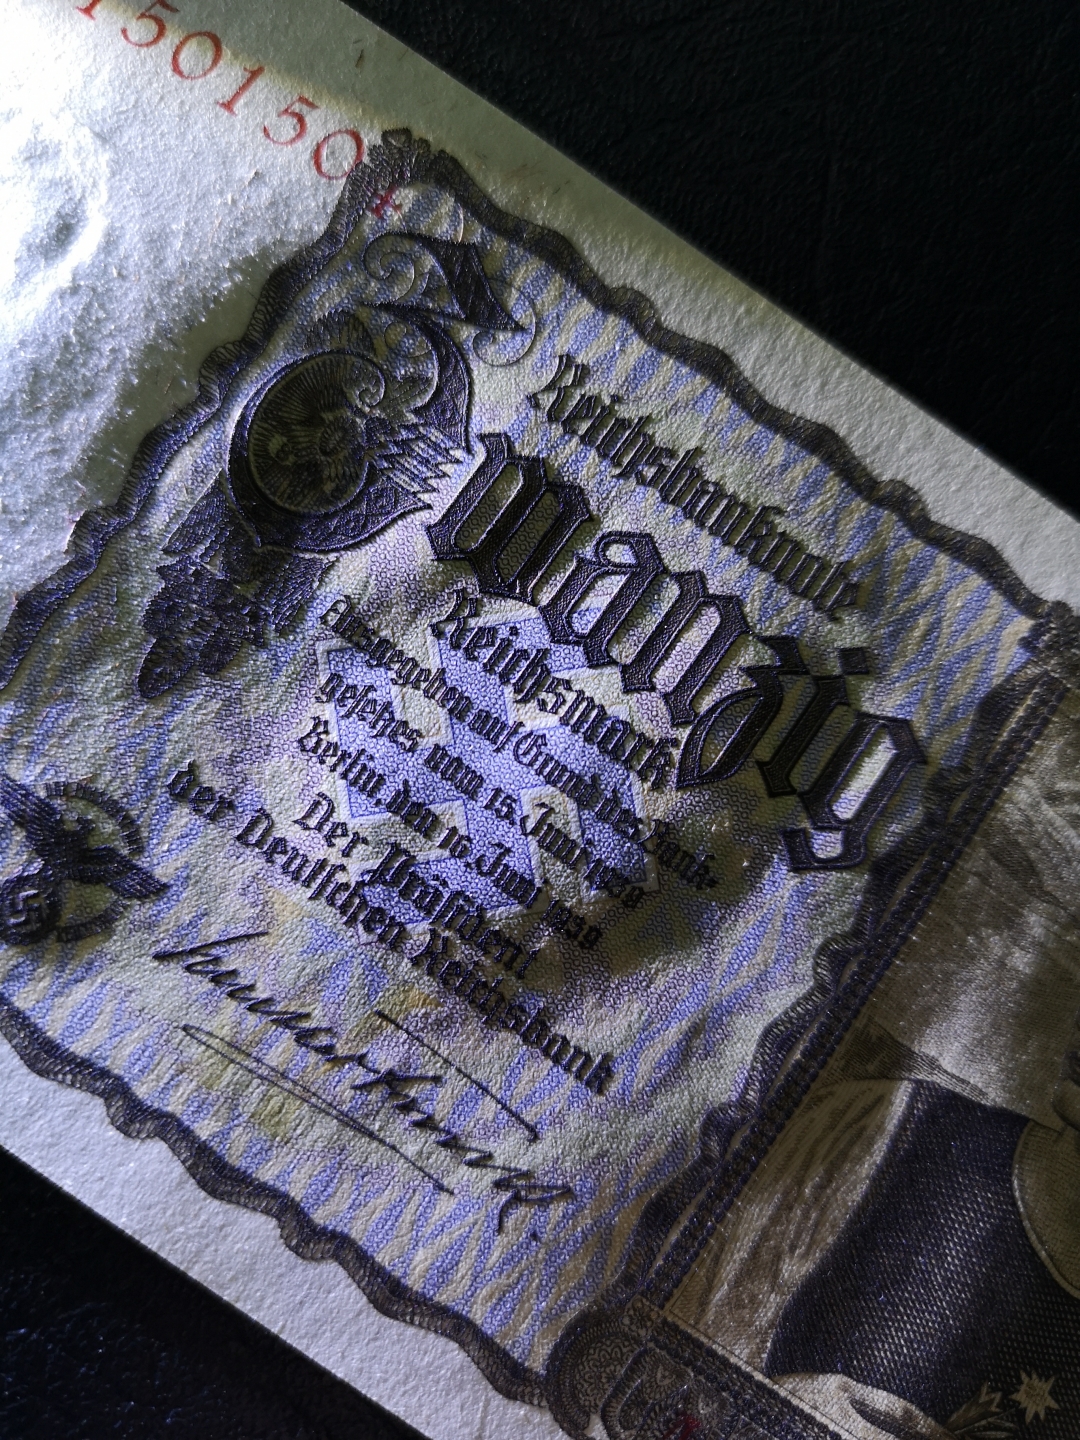 150150
Reichsbanknote
Zwanzig
Reichsmark
Ausgegeben auf Grund des Bank-
gesetzes vom 15. Juni 1939
Berlin, den 16. Juni 1939
Der Präsident
der Deutschen Reichsbank